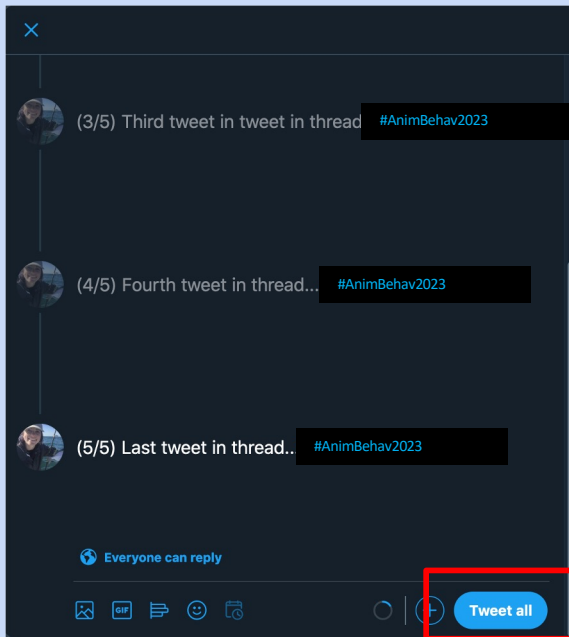 (3/5) Third tweet in tweet in thread #AnimBehav2023
(4/5) Fourth tweet in thread... #AnimBehav2023
(5/5) Last tweet in thread.. #AnimBehav2023
Everyone can reply
GIF
Tweet all